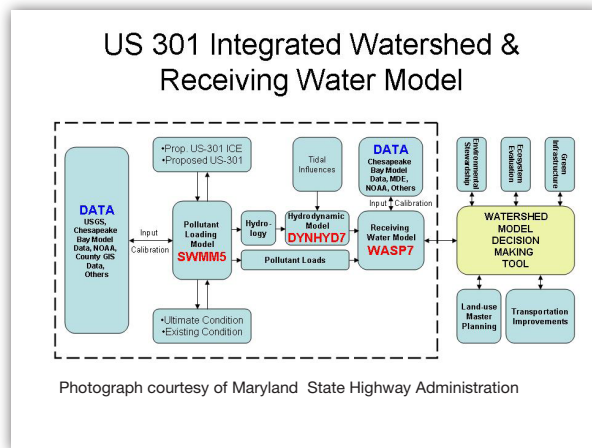 US 301 Integrated Watershed &
Receiving Water Model
•Prop. US-301 ICE
•Proposed US-301
Tidal
Influences
DATA
Chesapeake
Bay Model
Data, MDE,
NOAA, Others
Environmental
Stewardship
Ecosystem
Evaluation
Green
Infrastructure
DATA
USGS,
Chesapeake
Bay Model
Data, NOAA,
County GIS
Data,
Others
Input
Calibration
Pollutant
Loading
Model
SWMM5
Hydro-
logy
Hydrodynamic
Model
DYNHYD7
Input
Calibration
Receiving
Water Model
WASP7
Pollutant Loads
WATERSHED
MODEL
DECISION
MAKING
TOOL
•Ultimate Condition
•Existing Condition
Land-use
Master
Planning
Transportation
Improvements
Photograph courtesy of Maryland State Highway Administration